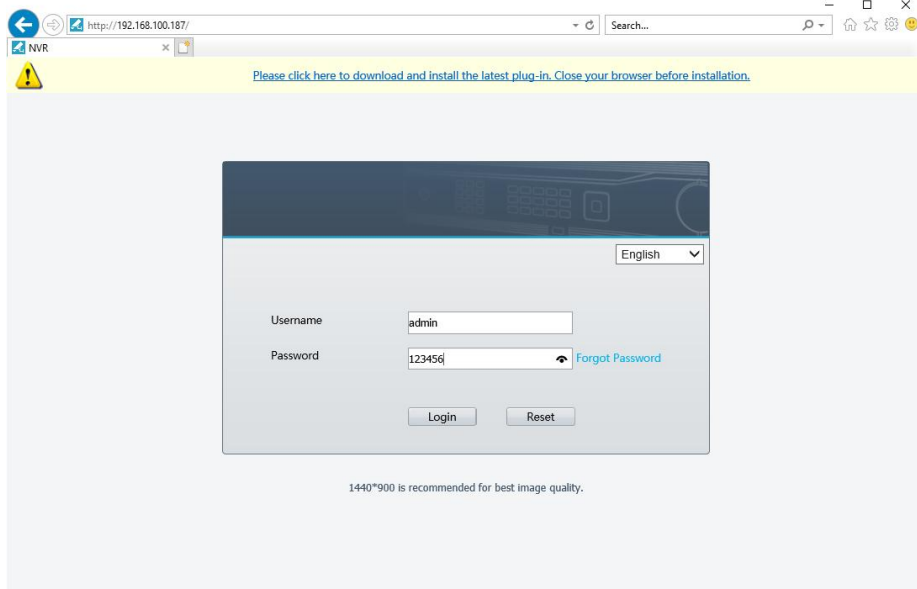 http://192.168.100.187/
Search...
NVR
Please click here to download and install the latest plug-in. Close your browser before installation.
English
Username
admin
Password
123456
Forgot Password
Login
Reset
1440*900 is recommended for best image quality.